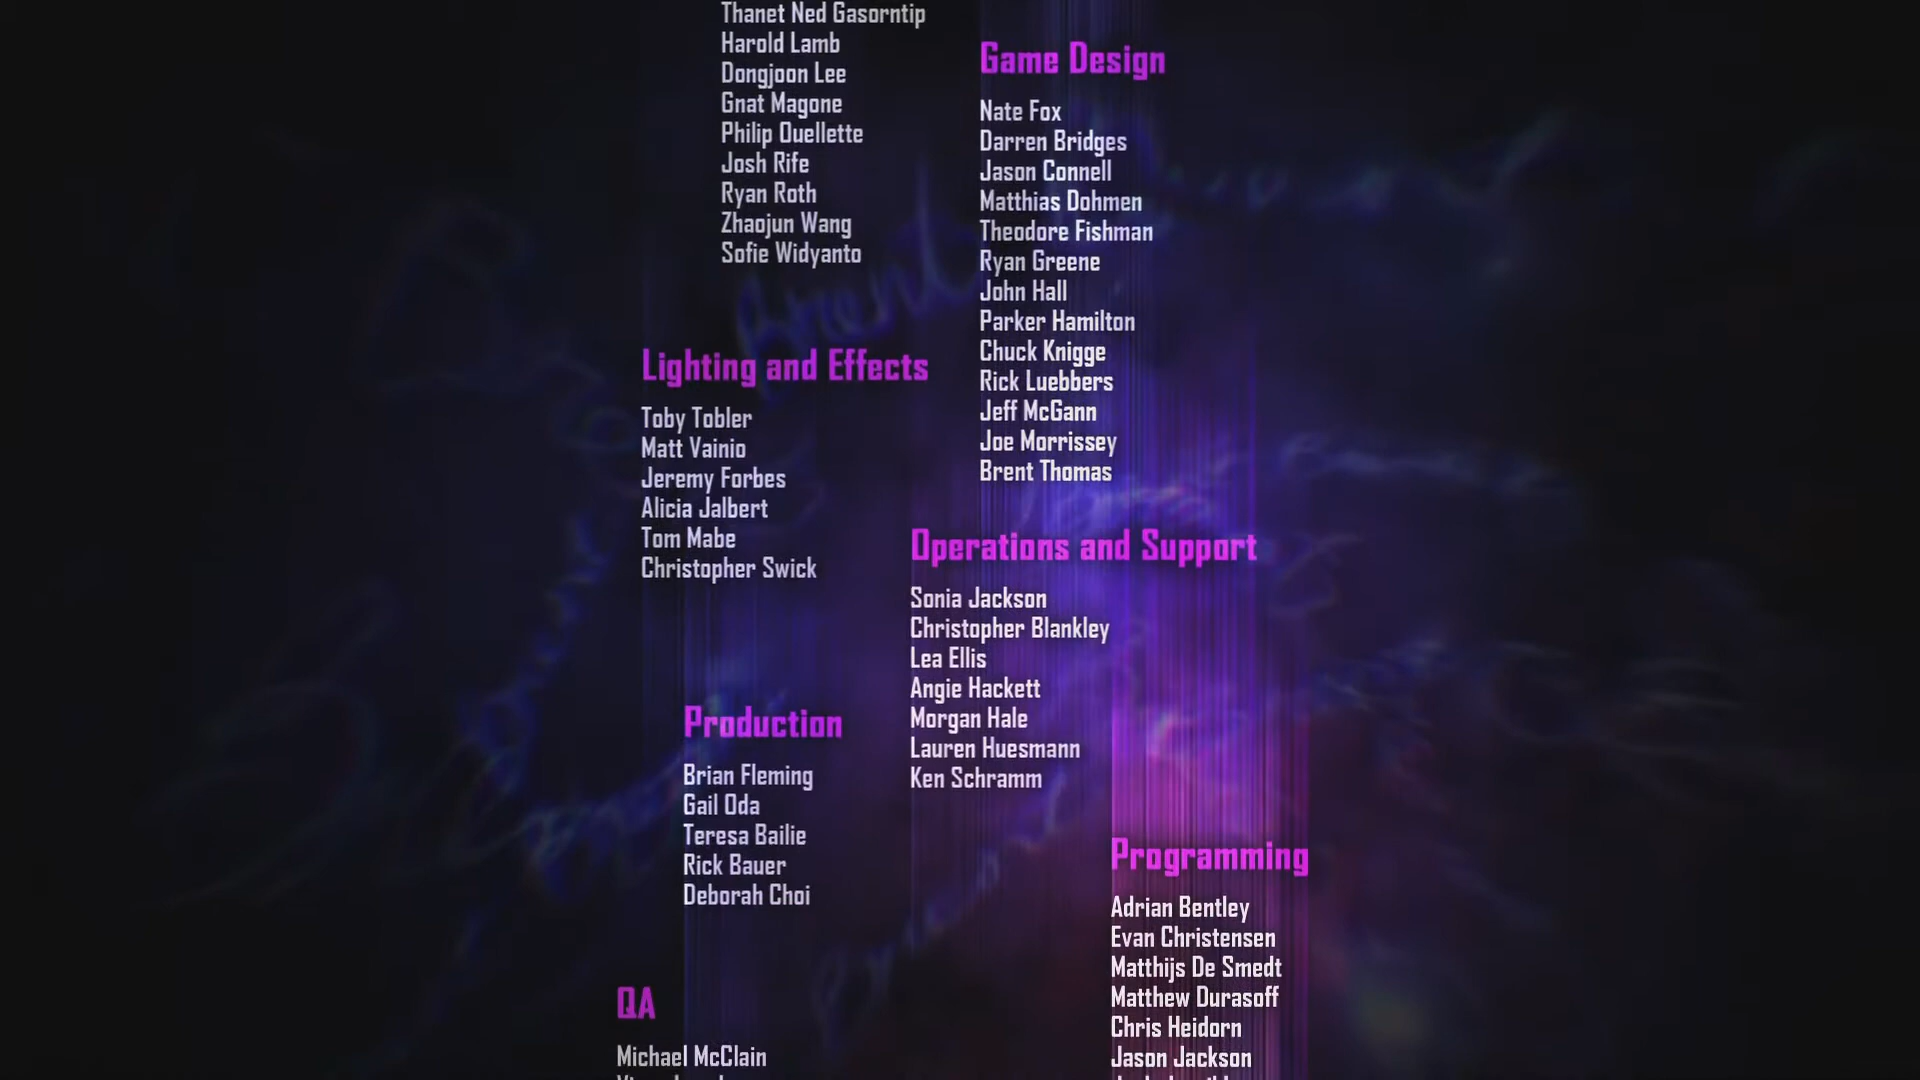 Thanet Ned Gasorntip
Harold Lamb
Dongjoon Lee
Gnat Magone
Philip Ouellette
Josh Rife
Ryan Roth
Zhaojun Wang
Sofie Widyanto
Game Design
Nate Fox
Darren Bridges
Jason Connell
Matthias Dohmen
Theodore Fishman
Ryan Greene
John Hall
Parker Hamilton
Chuck Knigge
Rick Luebbers
Jeff McGann
Joe Morrissey
Brent Thomas
Lighting and Effects
Toby Tobler
Matt Vainio
Jeremy Forbes
Alicia Jalbert
Tom Mabe
Christopher Swick
Operations and Support
Sonia Jackson
Christopher Blankley
Lea Ellis
Angie Hackett
Morgan Hale
Lauren Huesmann
Ken Schramm
Production
Brian Fleming
Gail Oda
Teresa Bailie
Rick Bauer
Deborah Choi
Programming
Adrian Bentley
Evan Christensen
Matthijs De Smedt
Matthew Durasoff
Chris Heidorn
Jason Jackson
QA
Michael McClain
Brent